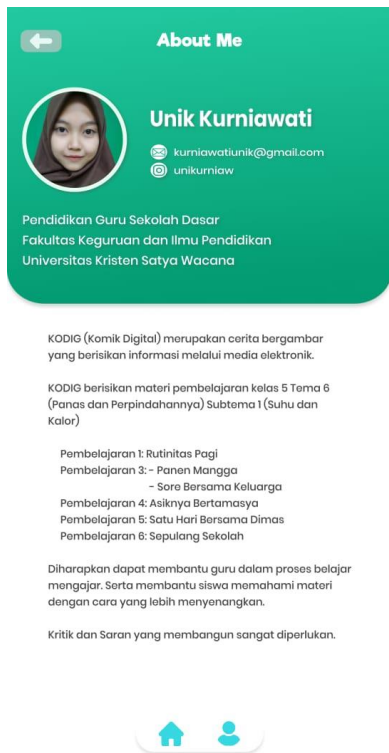 About Me
Unik Kurniawati
kurniawatiunik@gmail.com
unikurniaw
Pendidikan Guru Sekolah Dasar
Fakultas Keguruan dan Ilmu Pendidikan
Universitas Kristen Satya Wacana
KODIG (Komik Digital) merupakan cerita bergambar
yang berisikan informasi melalui media elektronik.
KODIG berisikan materi pembelajaran kelas 5 Tema 6
(Panas dan Perpindahannya) Subtema 1 (Suhu dan
Kalor)
Pembelajaran 1: Rutinitas Pagi
Pembelajaran 3: - Panen Mangga
- Sore Bersama Keluarga
Pembelajaran 4: Asiknya Bertamasya
Pembelajaran 5: Satu Hari Bersama Dimas
Pembelajaran 6: Sepulang Sekolah
Diharapkan dapat membantu guru dalam proses belajar
mengajar. Serta membantu siswa memahami materi
dengan cara yang lebih menyenangkan.
Kritik dan Saran yang membangun sangat diperlukan.